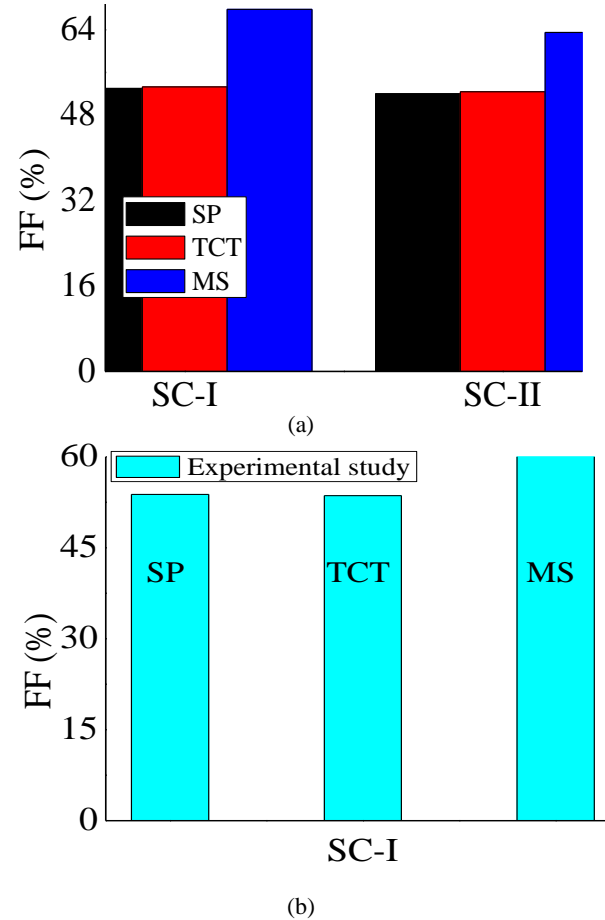 64
48
32
16
0
FF (%)
SP
TCT
MS
SC-I SC-II
(a)
60
45
30
15
0
FF (%)
Experimental study
SP TCT MS
SC-I
(b)